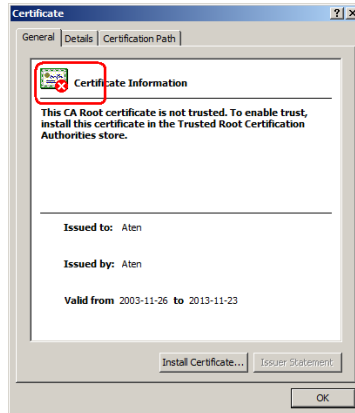 Certificate
General Details Certification Path
Certificate Information
This CA Root certificate is not trusted. To enable trust,
install this certificate in the Trusted Root Certification
Authorities store.
Issued to: Aten
Issued by: Aten
Valid from 2003-11-26 to 2013-11-23
Install Certificate... Issuer Statement
OK